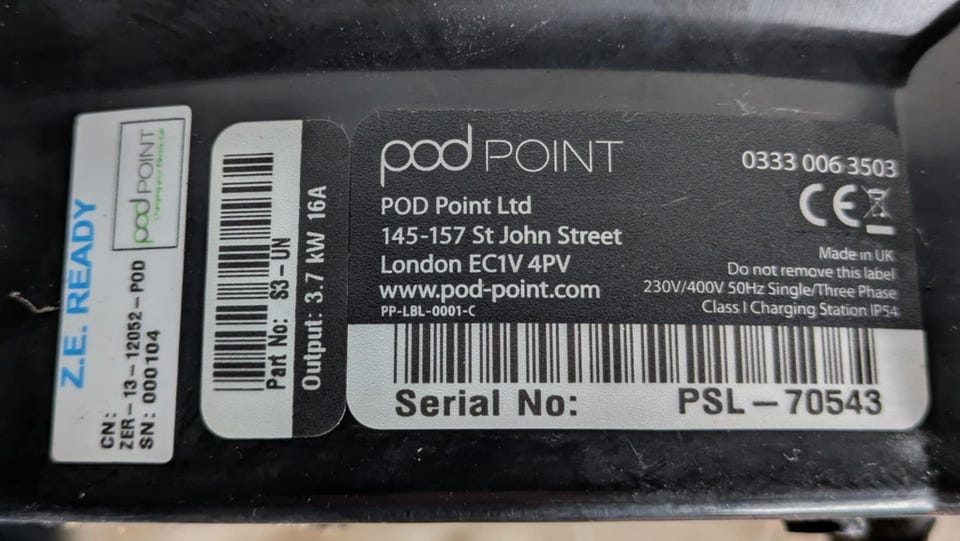 Z.E. READY
pod POINT
CN:
ZER-13-12052-POD
SN: 000104
Part No: S3-UN
Output: 3.7 kW 16A
pod POINT
0333 006 3503
POD Point Ltd
145-157 St John Street
London EC1V 4PV
www.pod-point.com
PP-LBL-0001-C
CE
Made in UK
Do not remove this label
230V/400V 50Hz Single/Three Phase
Class I Charging Station IP54
Serial No: PSL-70543